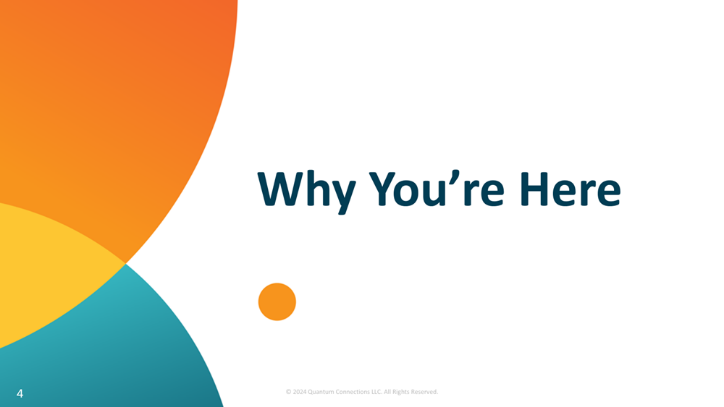 Why You’re Here
4
© 2024 Quantum Connections LLC. All Rights Reserved.